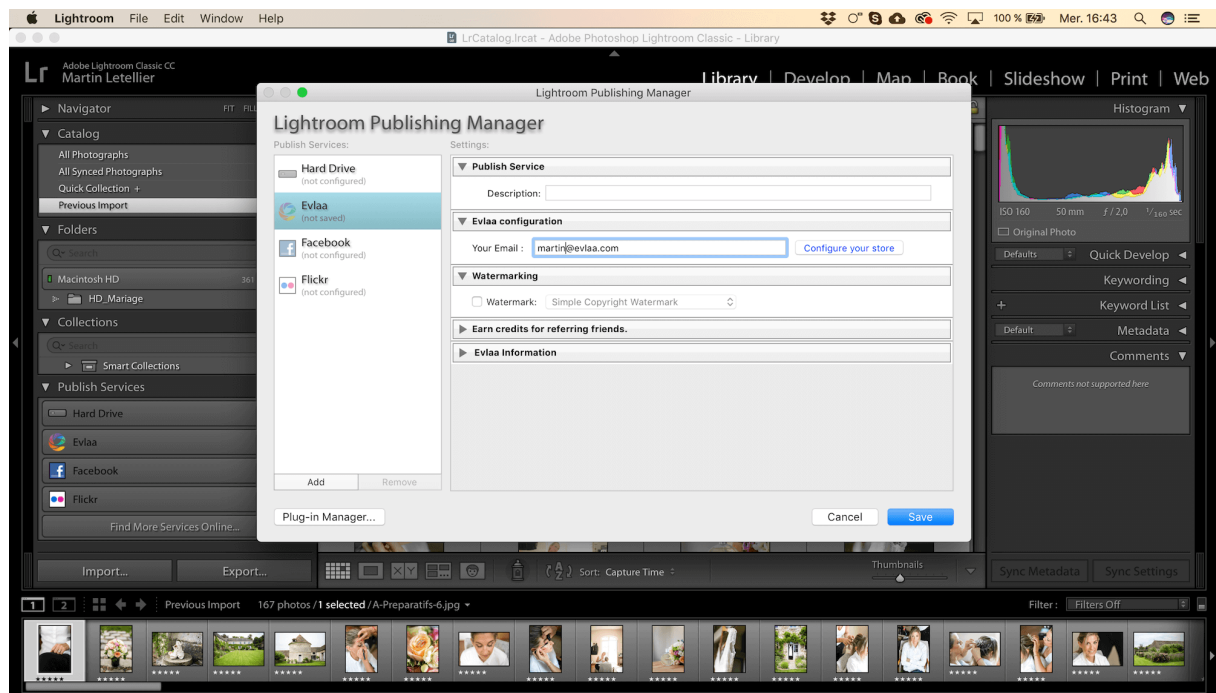 Lightroom File Edit Window Help 100 % Mer. 16:43
LrCatalog.lrcat - Adobe Photoshop Lightroom Classic - Library
Lr Adobe Lightroom Classic CC
Martin Letellier
Library | Develop | Map | Book | Slideshow | Print | Web
Lightroom Publishing Manager
Navigator FIT FILL
Histogram
Catalog
All Photographs
All Synced Photographs
Quick Collection +
Previous Import
Folders
Search
Macintosh HD 361
HD_Mariage
Collections
Search
Smart Collections
Publish Services
Hard Drive
Evlaa
Facebook
Flickr
Find More Services Online...
Import... Export...
Lightroom Publishing Manager
Publish Services:
Hard Drive
(not configured)
Evlaa
(not saved)
Facebook
(not configured)
Flickr
(not configured)
Add Remove
Plug-in Manager...
Settings:
Publish Service
Description:
Evlaa configuration
Your Email : martin@evlaa.com Configure your store
Watermarking
Watermark: Simple Copyright Watermark
Earn credits for referring friends.
Evlaa Information
Cancel Save
ISO 160 50 mm ƒ / 2,0 1/160 sec
Original Photo
Defaults Quick Develop
Keywording
+ Keyword List
Default Metadata
Comments
Comments not supported here
XY Sort: Capture Time Thumbnails
Sync Metadata Sync Settings
1 2 Previous Import 167 photos / 1 selected / A-Preparatifs-6.jpg Filter : Filters Off